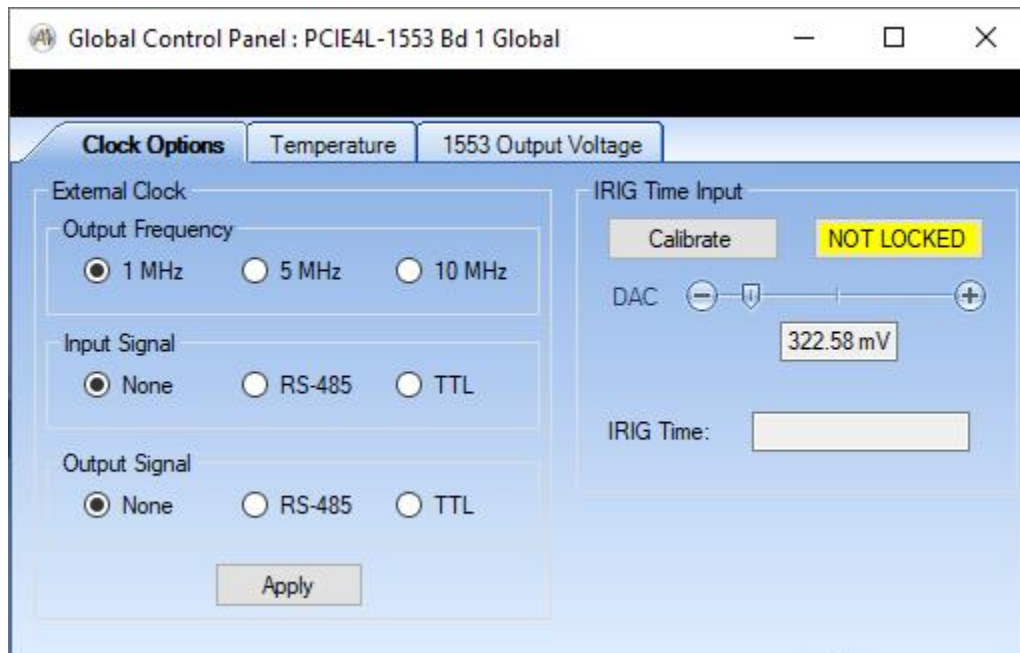 Global Control Panel : PCIE4L-1553 Bd 1 Global
Clock Options
Temperature
1553 Output Voltage
External Clock
Output Frequency
1 MHz
5 MHz
10 MHz
Input Signal
None
RS-485
TTL
Output Signal
None
RS-485
TTL
Apply
IRIG Time Input
Calibrate
NOT LOCKED
DAC
322.58 mV
IRIG Time: